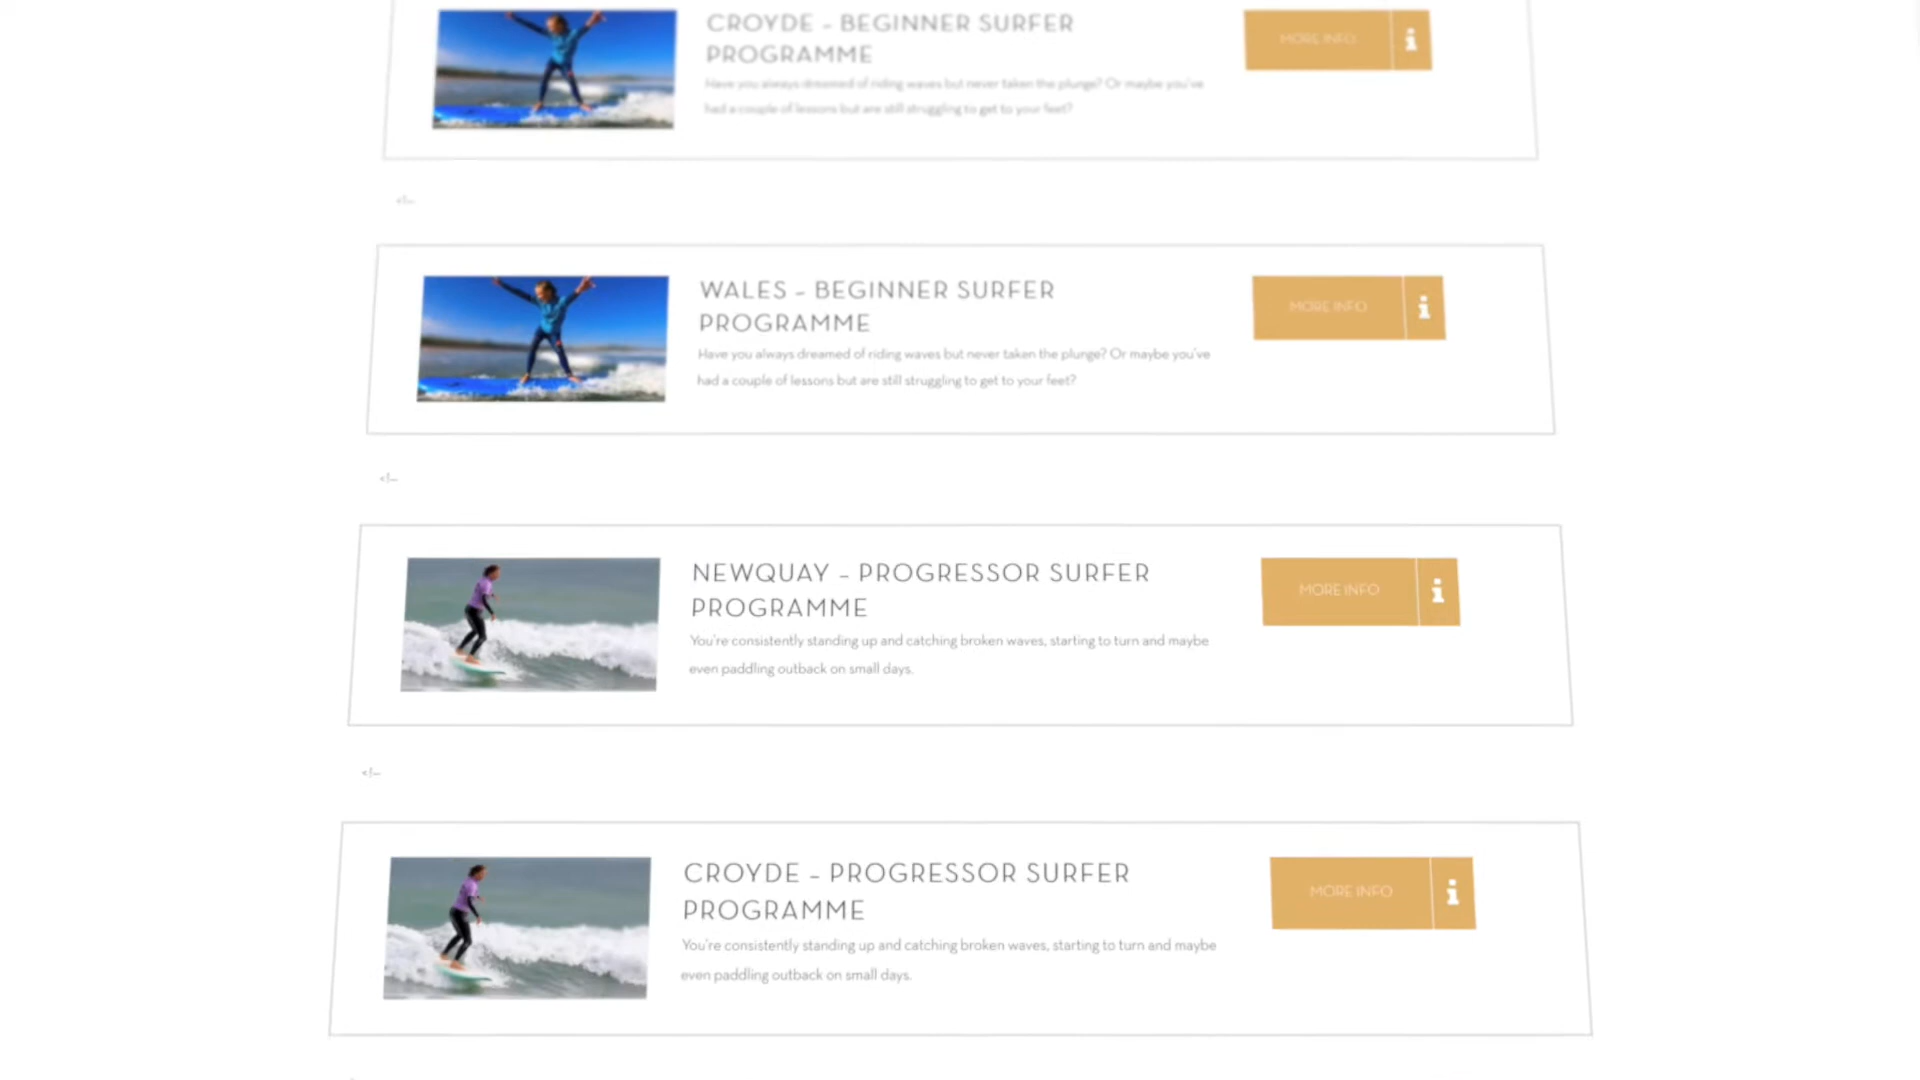 CROYDE – BEGINNER SURFER
PROGRAMME
Have you always dreamed of riding waves but never taken the plunge? Or maybe you've
had a couple of lessons but are still struggling to get to your feet?
MORE INFO
i
<!–
WALES – BEGINNER SURFER
PROGRAMME
Have you always dreamed of riding waves but never taken the plunge? Or maybe you've
had a couple of lessons but are still struggling to get to your feet?
MORE INFO
i
<!–
NEWQUAY – PROGRESSOR SURFER
PROGRAMME
You're consistently standing up and catching broken waves, starting to turn and maybe
even paddling outback on small days.
MORE INFO
i
<!–
CROYDE – PROGRESSOR SURFER
PROGRAMME
You're consistently standing up and catching broken waves, starting to turn and maybe
even paddling outback on small days.
MORE INFO
i